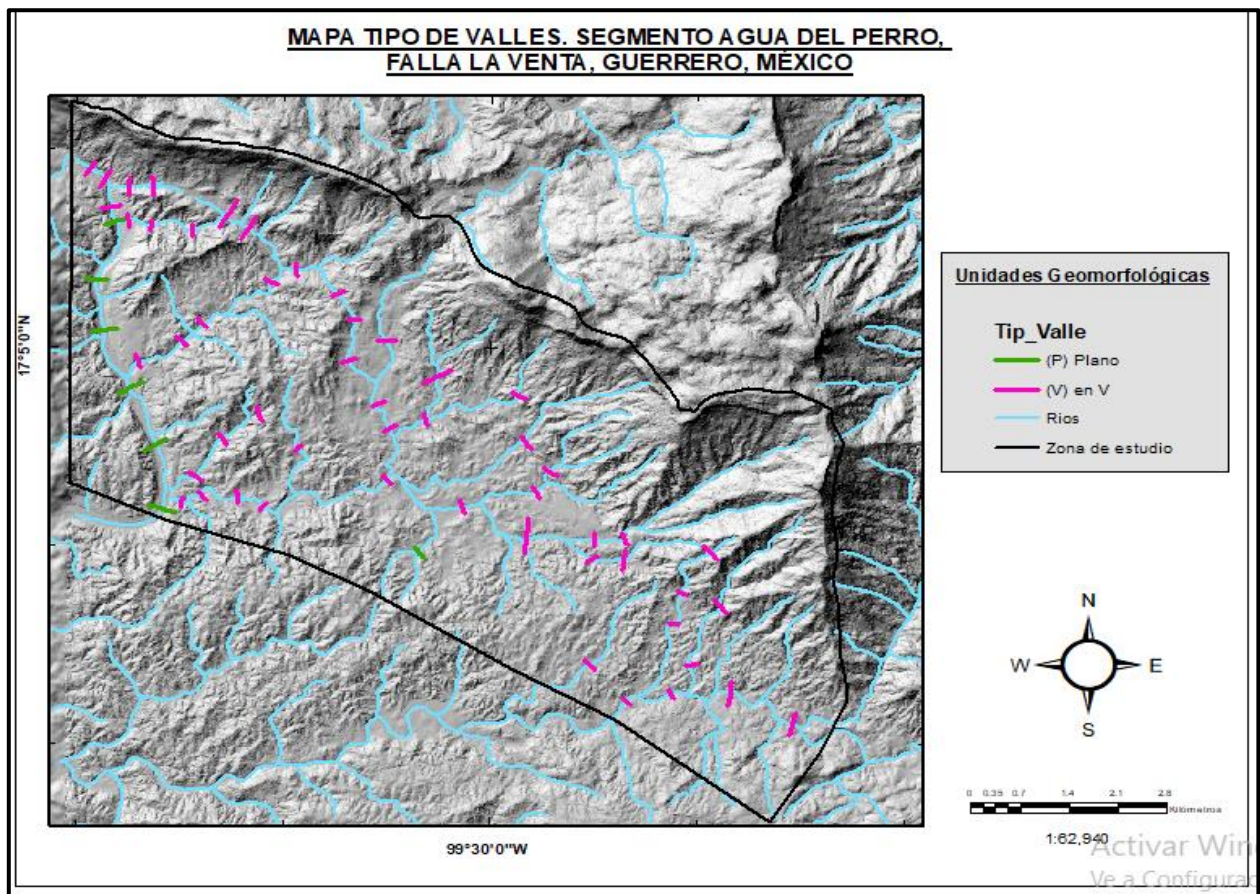 MAPA TIPO DE VALLES. SEGMENTO AGUA DEL PERRO,
FALLA LA VENTA, GUERRERO, MÉXICO
17°5'0"N
99°30'0"W
Unidades Geomorfológicas
Tip_Valle
(P) Plano
(V) en V
Rios
Zona de estudio
N
W E
S
0 0.35 0.7 1.4 2.1 2.8
Kilómetros
1:62,940
Activar Win
Ve a Configurac